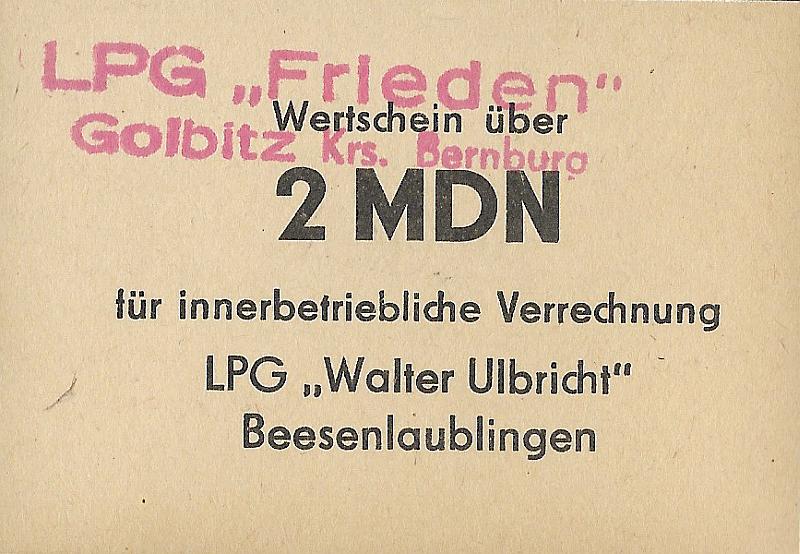 LPG „Frieden“
Wertschein über
Golbitz Krs. Bernburg
2 MDN
für innerbetriebliche Verrechnung
LPG „Walter Ulbricht“
Beesenlaublingen